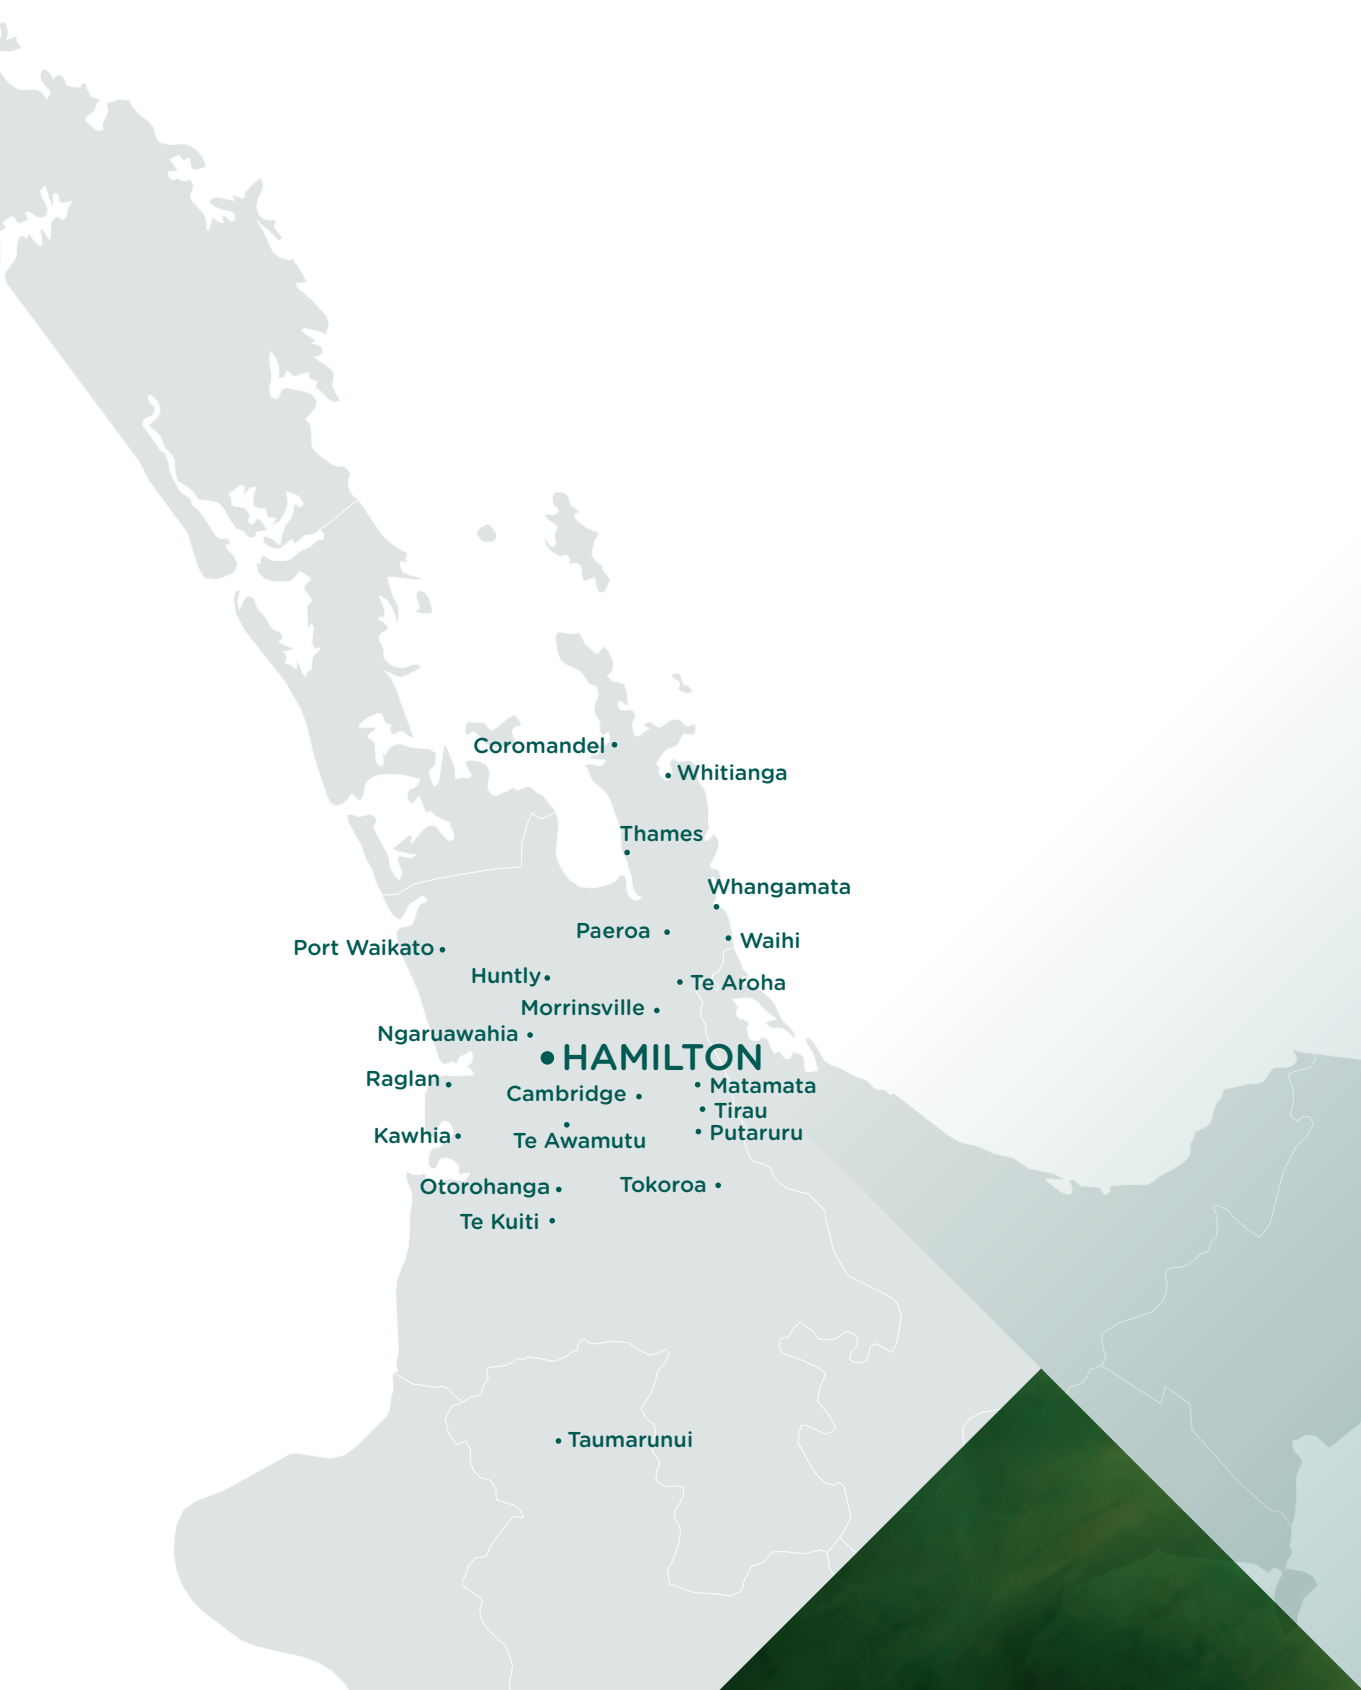 Coromandel
Whitianga
Thames
Whangamata
Paeroa
Waihi
Port Waikato
Huntly
Te Aroha
Morrinsville
Ngaruawahia
HAMILTON
Raglan
Matamata
Cambridge
Tirau
Kawhia
Te Awamutu
Putaruru
Otorohanga
Tokoroa
Te Kuiti
Taumarunui